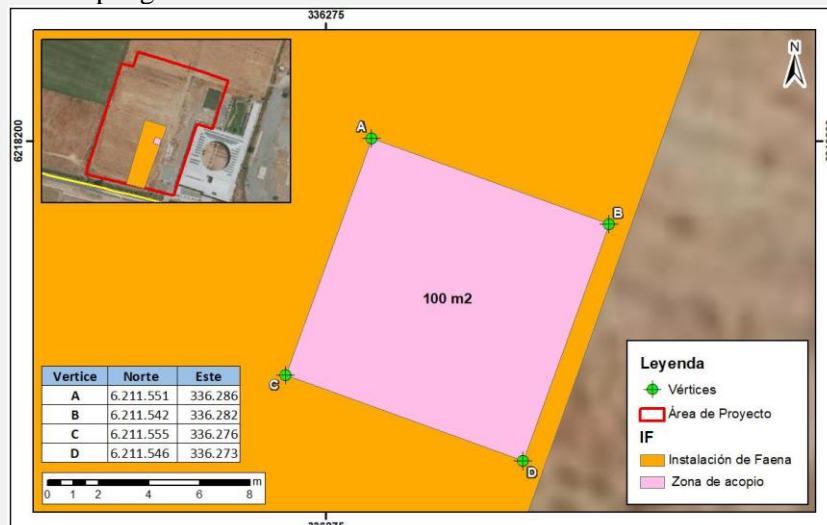 336275
N
6218200
A
B
100 m2
C
D
Vertice Norte Este
A 6.211.551 336.286
B 6.211.542 336.282
C 6.211.555 336.276
D 6.211.546 336.273
0 1 2 4 6 8 m
Leyenda
Vértices
Área de Proyecto
IF
Instalación de Faena
Zona de acopio
336275